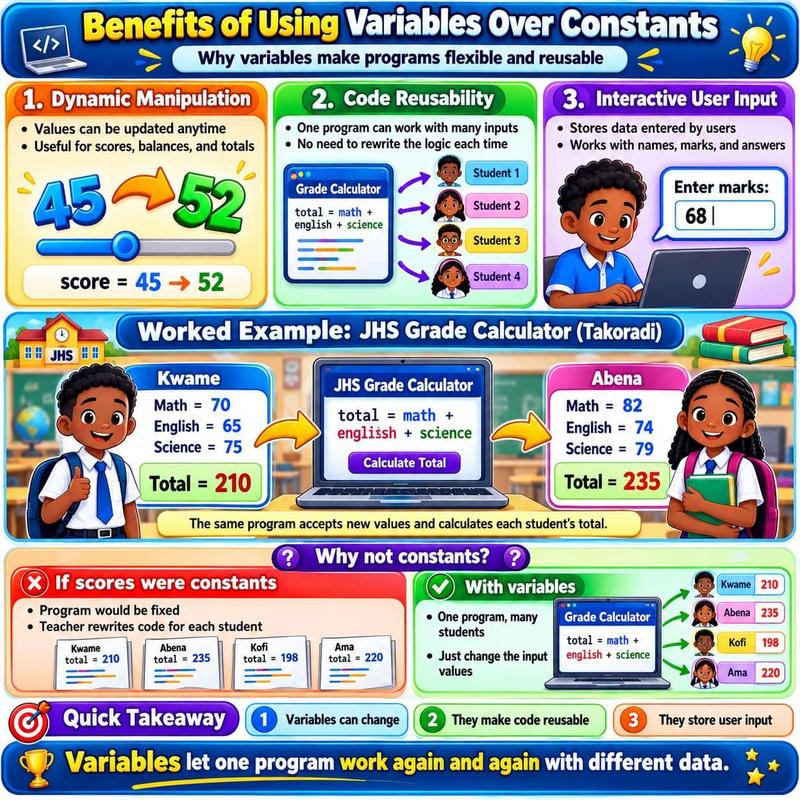 </>
Benefits of Using Variables Over Constants
Why variables make programs flexible and reusable
1. Dynamic Manipulation
• Values can be updated anytime
• Useful for scores, balances, and totals
45 52
score = 45 → 52
2. Code Reusability
• One program can work with many inputs
• No need to rewrite the logic each time
Grade Calculator
total = math +
english + science
Student 1
Student 2
Student 3
Student 4
3. Interactive User Input
• Stores data entered by users
• Works with names, marks, and answers
Enter marks:
68|
Worked Example: JHS Grade Calculator (Takoradi)
JHS
Kwame
Math = 70
English = 65
Science = 75
Total = 210
JHS Grade Calculator
total = math +
englissh + science
Calculate Total
Abena
Math = 82
English = 74
Science = 79
Total = 235
The same program accepts new values and calculates each student's total.
? Why not constants? ?
If scores were constants
• Program would be fixed
• Teacher rewrites code for each student
Kwame
total = 210
Abena
total = 235
Kofi
total = 198
Ama
total = 220
With variables
• One program, many
students
• Just change the input
values
Grade Calculator
total = math +
english + science
Kwame 210
Abena 235
Kofi 198
Ama 220
Quick Takeaway
1 Variables can change
2 They make code reusable
3 They store user input
Variables let one program work again and again with different data.